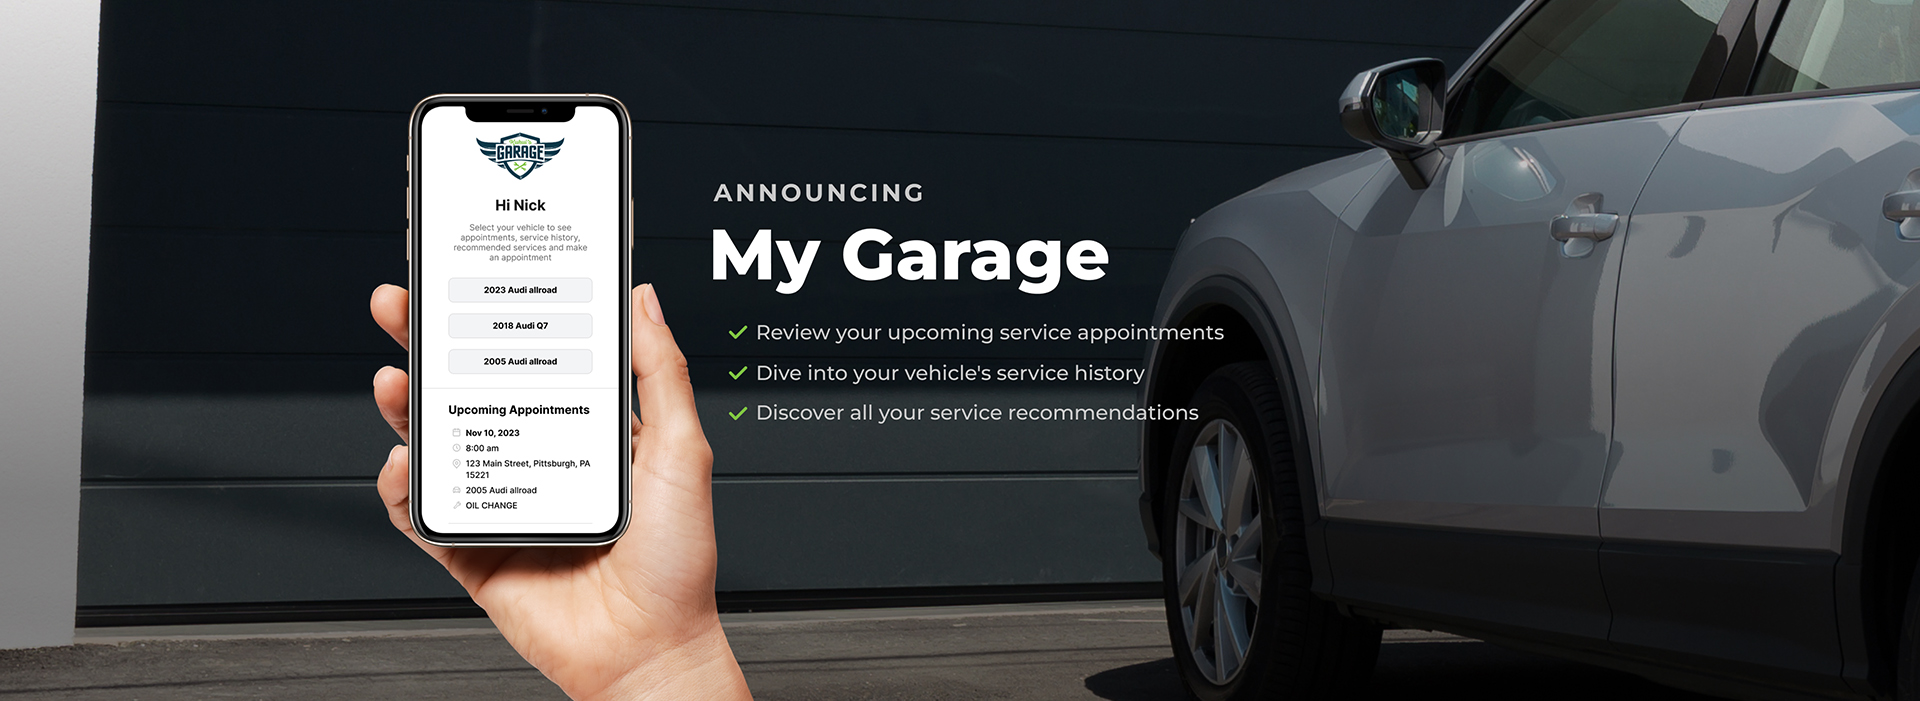 GARAGE
Hi Nick
Select your vehicle to see
appointments, service history,
recommended services and make
an appointment
2023 Audi allroad
2018 Audi Q7
2005 Audi allroad
Upcoming Appointments
Nov 10, 2023
8:00 am
123 Main Street, Pittsburgh, PA
15221
2005 Audi allroad
OIL CHANGE
ANNOUNCING
My Garage
Review your upcoming service appointments
Dive into your vehicle's service history
Discover all your service recommendations